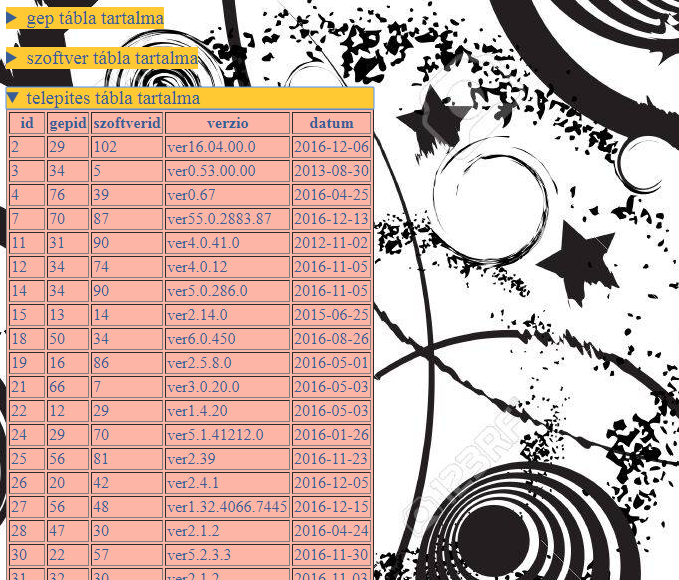 gep tábla tartalma
szoftver tábla tartalma
telepites tábla tartalma
id gepid szoftverid verzio datum
2 29 102 ver16.04.00.0 2016-12-06
3 34 5 ver0.53.00.00 2013-08-30
4 76 39 ver0.67 2016-04-25
7 70 87 ver55.0.2883.87 2016-12-13
11 31 90 ver4.0.41.0 2012-11-02
12 34 74 ver4.0.12 2016-11-05
14 34 90 ver5.0.286.0 2016-11-05
15 13 14 ver2.14.0 2015-06-25
18 50 34 ver6.0.450 2016-08-26
19 16 86 ver2.5.8.0 2016-05-01
21 66 7 ver3.0.20.0 2016-05-03
22 12 29 ver1.4.20 2016-05-03
24 29 70 ver5.1.41212.0 2016-01-26
25 56 81 ver2.39 2016-11-23
26 20 42 ver2.4.1 2016-12-05
27 56 48 ver1.32.4066.7445 2016-12-15
28 47 30 ver2.1.2 2016-04-24
30 22 57 ver5.2.3.3 2016-11-30
31 32 30 ver2.1.2 2016-11-03
123RF